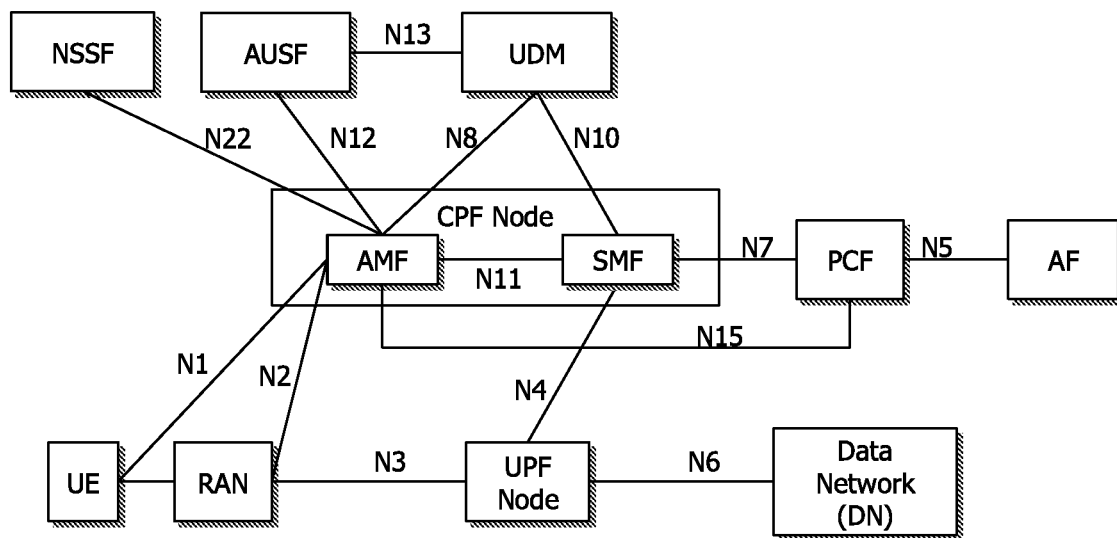 NSSF
AUSF
N13
UDM
N22
N12
N8
N10
CPF Node
AMF
N11
SMF
N7
PCF
N5
AF
N15
N1
N2
N4
UE
RAN
N3
UPF
Node
N6
Data
Network
(DN)